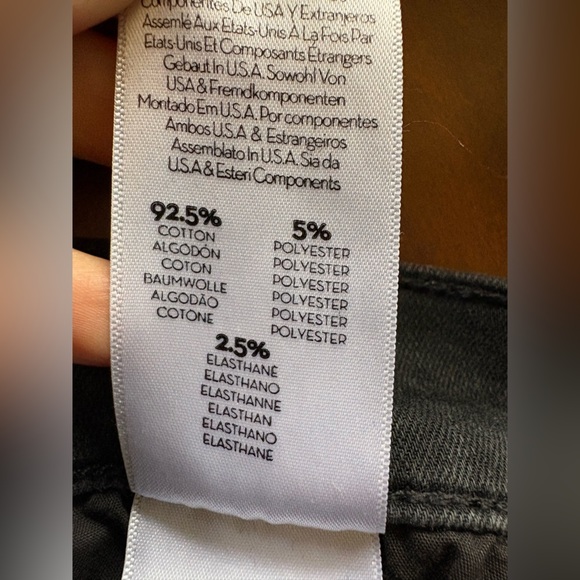 Componentes De USA Y Extranjeros
Assemlé Aux Etats-Unis A La Fois Par
Etats-Unis Et Composants Etrangers
Gebaut In U.S.A. Sowohl Von
USA & Fremdkomponenten
Montado Em U.S.A. Por componentes
Ambos U.S.A & Estrangeiros
Assemblato In U.S.A. Sia da
U.S.A & Esteri Components
92.5%
COTTON
ALGODÓN
COTON
BAUMWOLLE
ALGODÃO
COTONE
5%
POLYESTER
POLYESTER
POLYESTER
POLYESTER
POLYESTER
POLYESTER
2.5%
ELASTHANE
ELASTHANO
ELASTHANNE
ELASTHAN
ELASTHANO
ELASTHANE